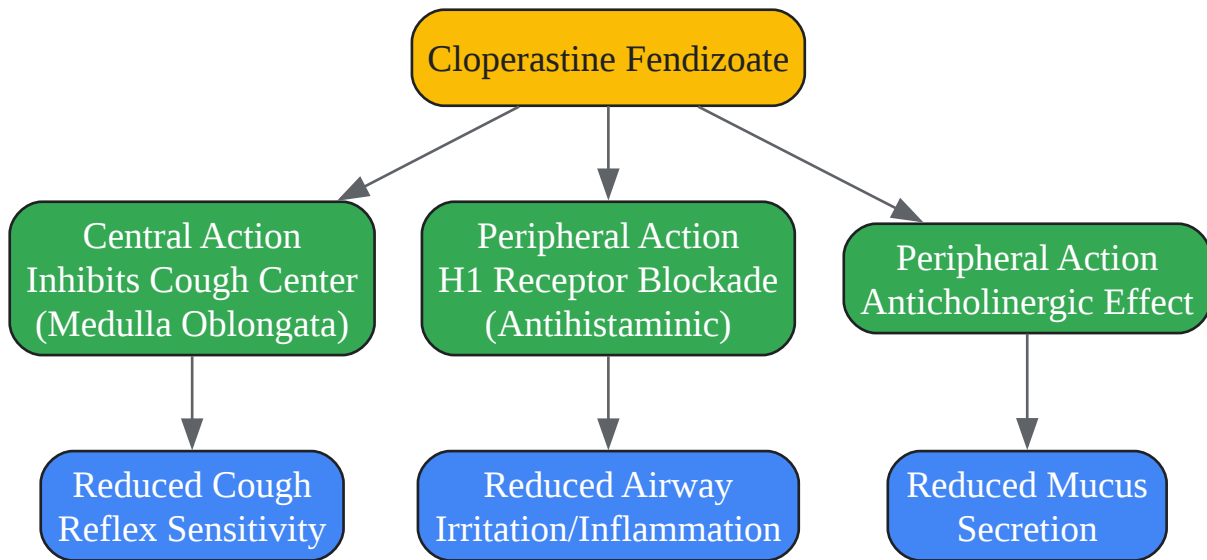 Cloperastine Fendizoate
Central Action
Inhibits Cough Center
(Medulla Oblongata)
Peripheral Action
H1 Receptor Blockade
(Antihistaminic)
Peripheral Action
Anticholinergic Effect
Reduced Cough
Reflex Sensitivity
Reduced Airway
Irritation/Inflammation
Reduced Mucus
Secretion